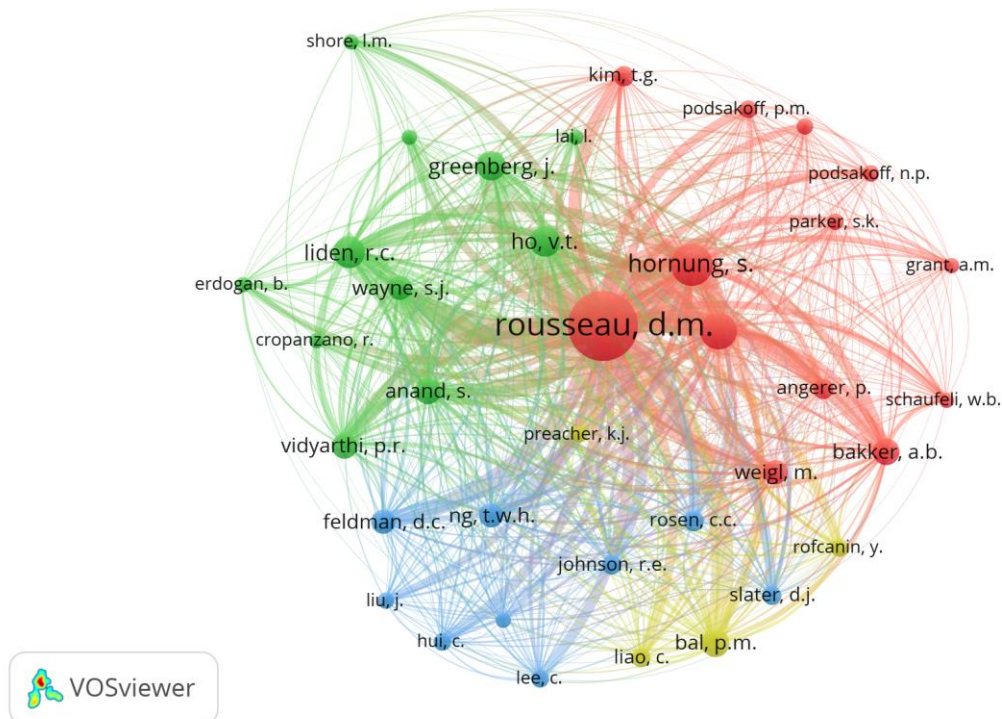 shore, l.m.
kim, t.g.
podsakoff, p.m.
lai, l.
greenberg, j.
podsakoff, n.p.
parker, s.k.
ho, v.t.
liden, r.c.
hornung, s.
grant, a.m.
erdogan, b.
wayne, s.j.
rousseau, d.m.
cropanzano, r.
anand, s.
angerer, p.
schaufeli, w.b.
preacher, k.j.
vidyarthi, p.r.
bakker, a.b.
weigl, m.
feldman, d.c.
ng, t.w.h.
rosen, c.c.
rofcanin, y.
johnson, r.e.
slater, d.j.
liu, j.
hui, c.
bal, p.m.
liao, c.
lee, c.
VOSviewer